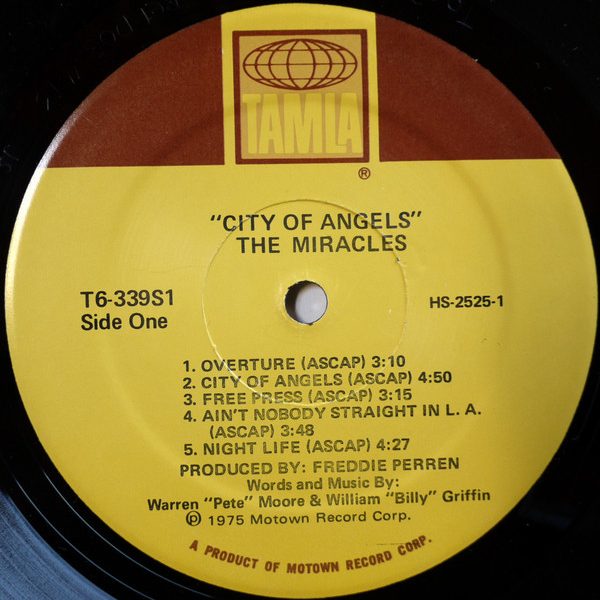 TAMLA
®
"CITY OF ANGELS"
THE MIRACLES
T6-339S1
Side One
HS-2525-1
1. OVERTURE (ASCAP) 3:10
2. CITY OF ANGELS (ASCAP) 4:50
3. FREE PRESS (ASCAP) 3:15
4. AIN'T NOBODY STRAIGHT IN L. A.
(ASCAP) 3:48
5. NIGHT LIFE (ASCAP) 4:27
PRODUCED BY: FREDDIE PERREN
Words and Music By:
Warren "Pete" Moore & William "Billy" Griffin
℗ 1975 Motown Record Corp.
A PRODUCT OF MOTOWN RECORD CORP.